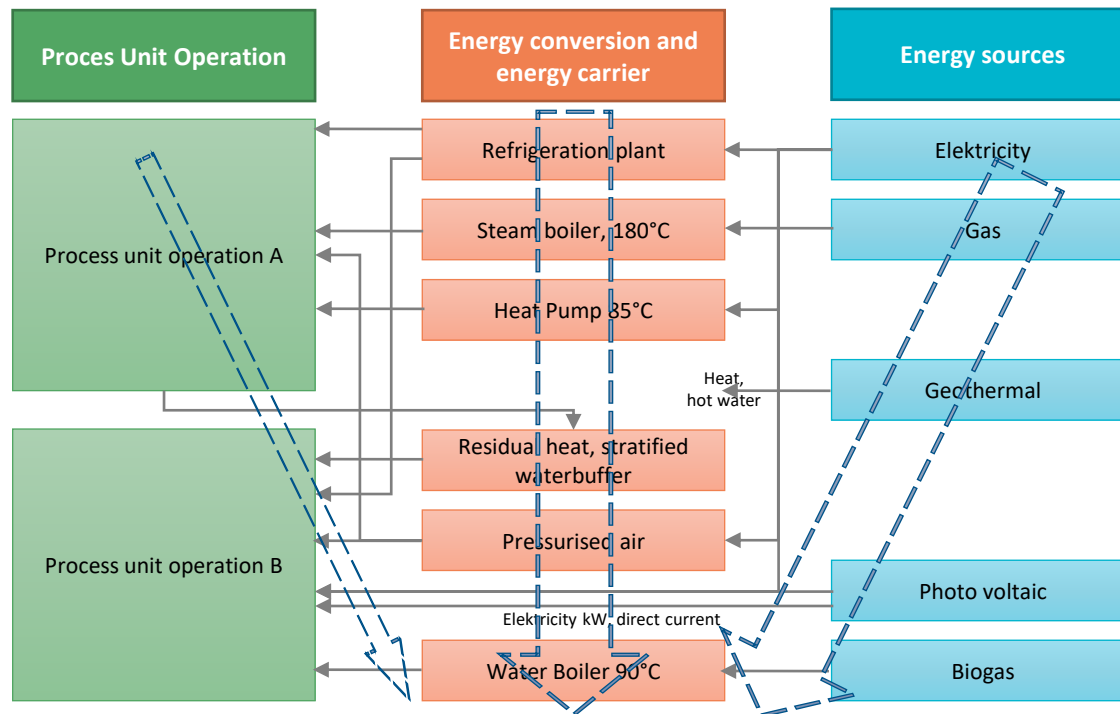 Proces Unit Operation
Energy conversion and
energy carrier
Energy sources
Process unit operation A
Process unit operation B
Refrigeration plant
Steam boiler, 180°C
Heat Pump 85°C
Heat,
hot water
Residual heat, stratified
waterbuffer
Pressurised air
Elektricity kW, direct current
Water Boiler 90°C
Elektricity
Gas
Geothermal
Photo voltaic
Biogas